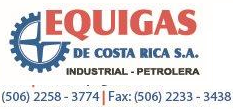 EQUIGAS
DE COSTA RICA S.A.
INDUSTRIAL - PETROLERA
(506) 2258 - 3774 | Fax: (506) 2233 - 3438